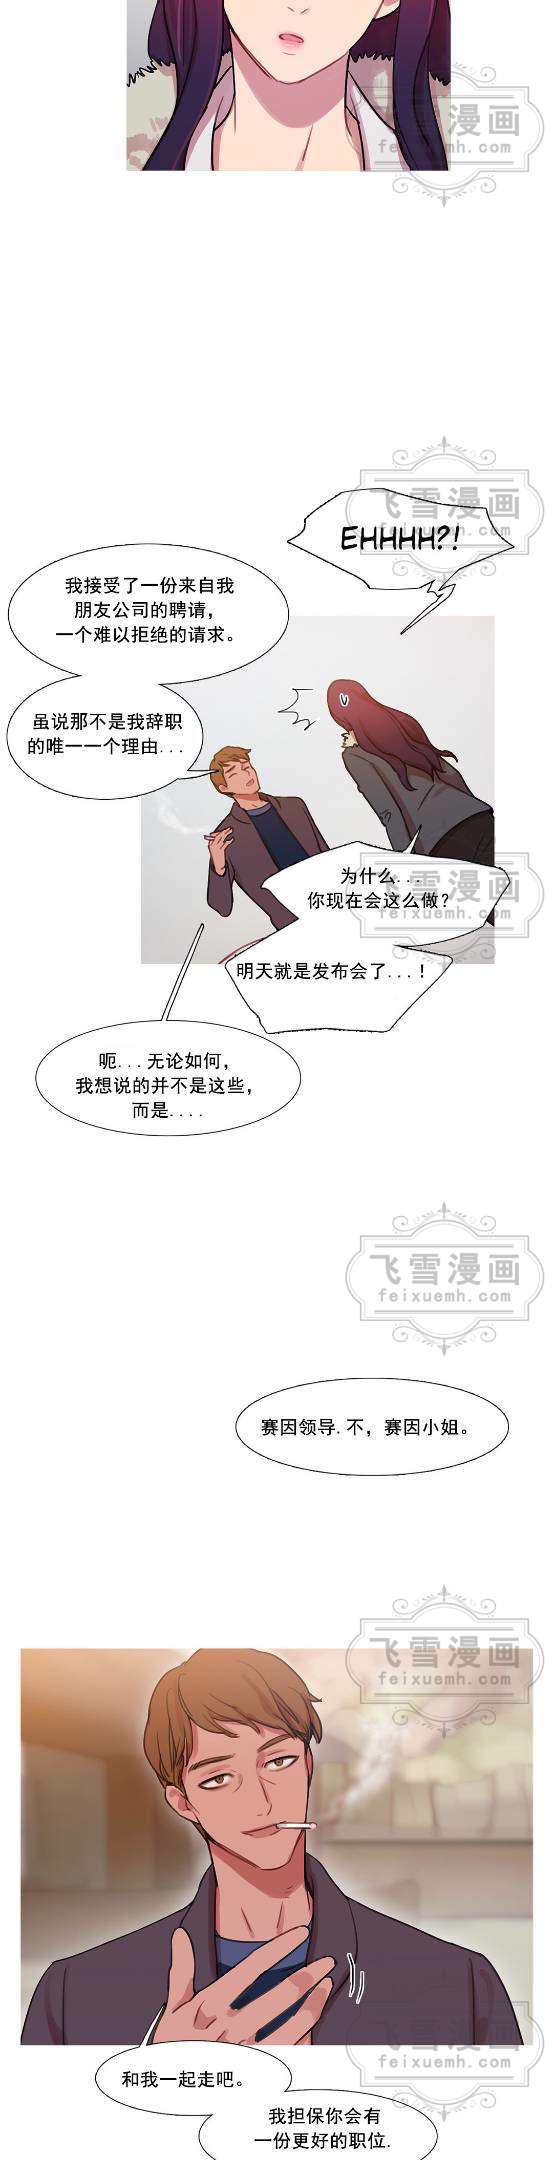 飞雪漫画
feixuemh.com
飞雪漫画
feixuemh.com
EHHHH?!
我接受了一份来自我
朋友公司的聘请,
一个难以拒绝的请求。
虽说那不是我辞职
的唯一一个理由...
飞雪漫画
feixuemh.com
为什么...
你现在会这么做?
明天就是发布会了...!
呃...无论如何,
我想说的并不是这些,
而是....
飞雪漫画
feixuemh.com
赛因领导.不, 赛因小姐。
飞雪漫画
feixuemh.com
飞雪漫画
feixuemh.com
和我一起走吧。
我担保你会有
一份更好的职位.